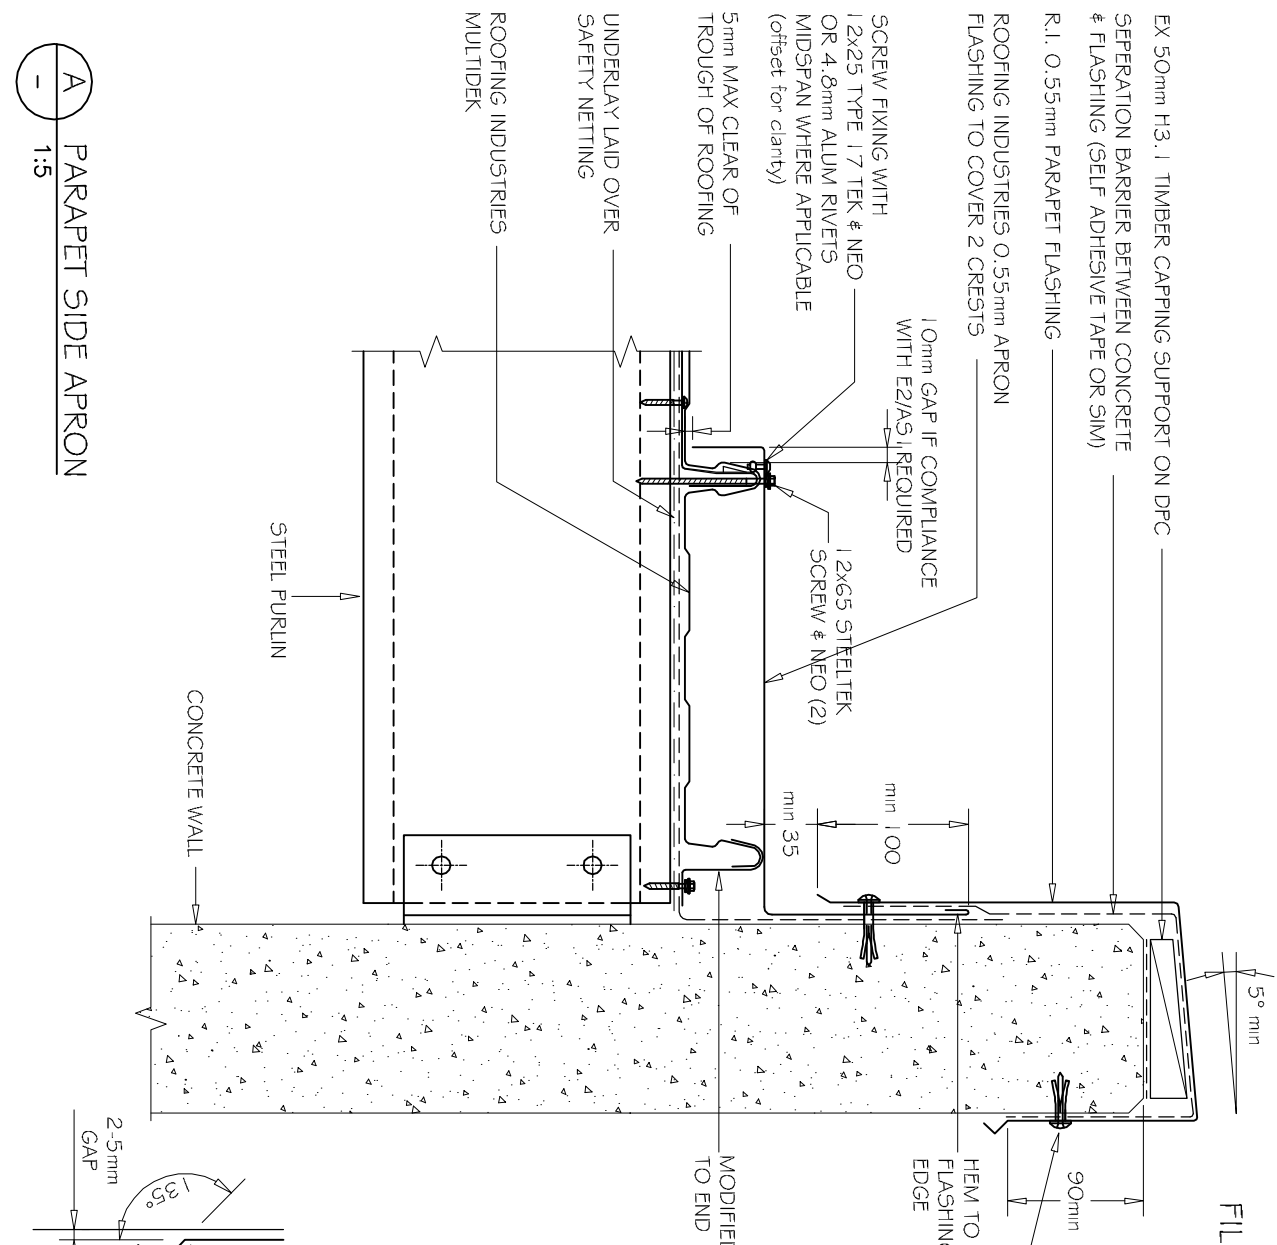 EX 50mm H3.1 TIMBER CAPPING SUPPORT ON DPC
SEPERATION BARRIER BETWEEN CONCRETE
& FLASHING (SELF ADHESIVE TAPE OR SIM)
R.I. 0.55mm PARAPET FLASHING
ROOFING INDUSTRIES 0.55mm APRON
FLASHING TO COVER 2 CRESTS
SCREW FIXING WITH
12x25 TYPE 17 TEK & NEO
OR 4.8mm ALUM RIVETS
MIDSPAN WHERE APPLICABLE
(offset for clarity)
10mm GAP IF COMPLIANCE
WITH E2/AS1 REQUIRED
5mm MAX CLEAR OF
TROUGH OF ROOFING
12x65 STEELTEK
SCREW & NEO (2)
UNDERLAY LAID OVER
SAFETY NETTING
ROOFING INDUSTRIES
MULTIDEK
STEEL PURLIN
CONCRETE WALL
min 35
min 100
5° min
90min
HEM TO
FLASHING
EDGE
MODIFIED
TO END
FIL
2-5mm
GAP
135°
A
-
PARAPET SIDE APRON
1:5